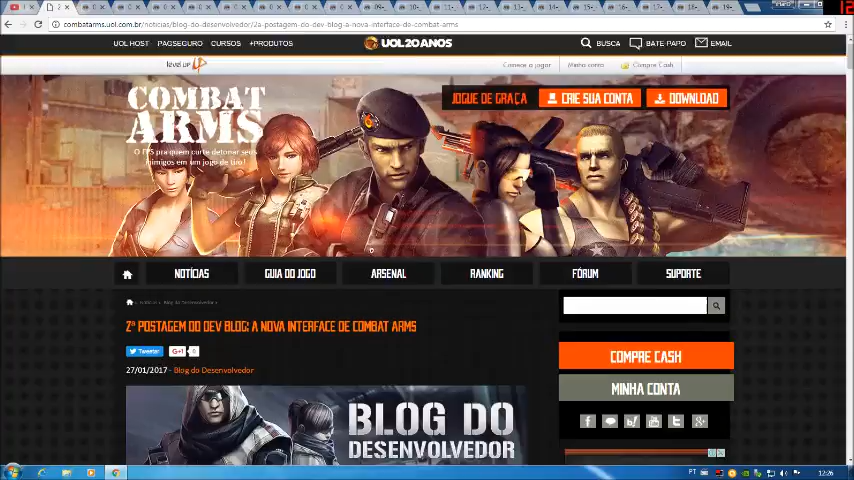 combatarms.uol.com.br/noticias/blog-do-desenvolvedor/2a-postagem-do-dev-blog-a-nova-interface-de-combat-arms
UOL HOST PAGSEGURO CURSOS +PRODUTOS UOL 20 ANOS BUSCA BATE-PAPO EMAIL
level up Comece a jogar Minha conta Compre Cash
COMBAT
ARMS
O FPS pra quem curte detonar seus
inimigos em um jogo de tiro!
JOGUE DE GRAÇA CRIE SUA CONTA DOWNLOAD
NOTÍCIAS GUIA DO JOGO ARSENAL RANKING FÓRUM SUPORTE
Blog do Desenvolvedor
2ª POSTAGEM DO DEV BLOG: A NOVA INTERFACE DE COMBAT ARMS
Tweetar G+1
27/01/2017 - Blog do Desenvolvedor
BLOG DO
DESENVOLVEDOR
COMPRE CASH
MINHA CONTA
PT 12:26